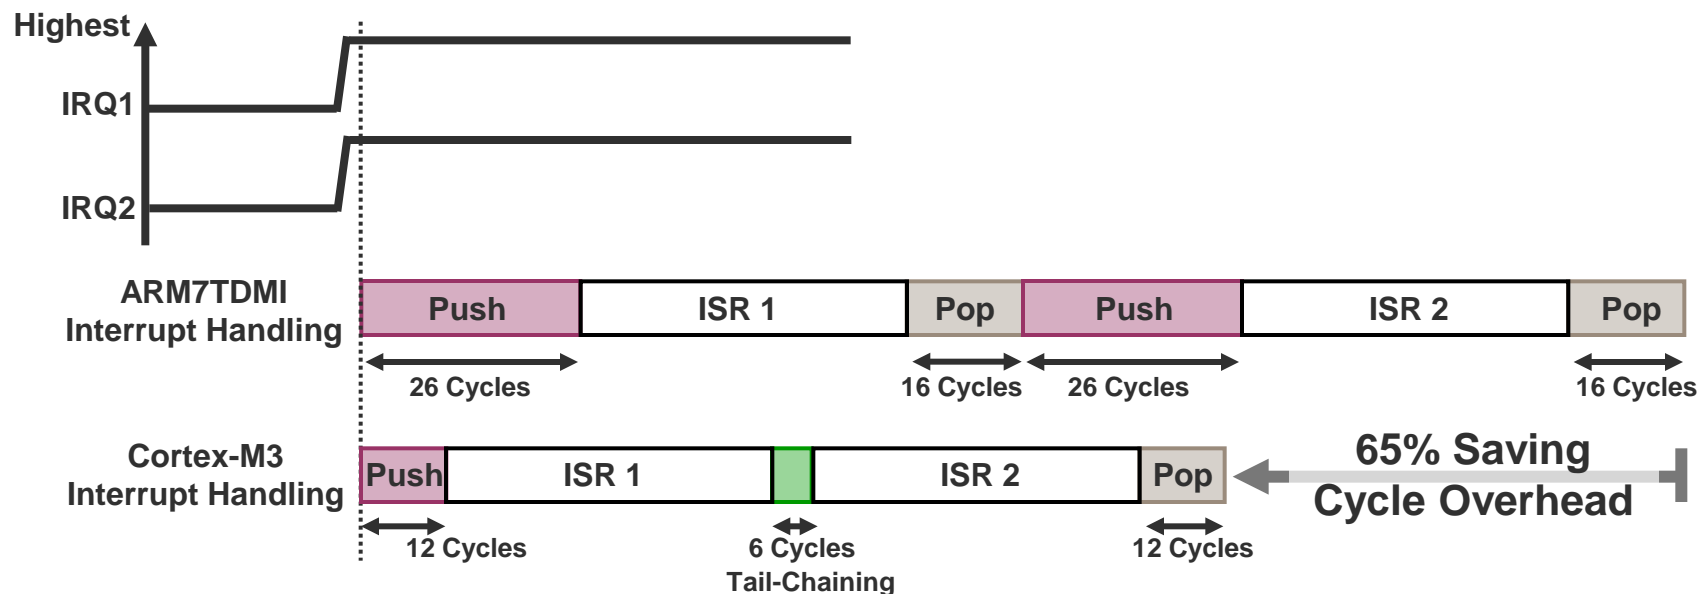 Highest
IRQ1
IRQ2
ARM7TDMI
Interrupt Handling
Push
ISR 1
Pop
Push
ISR 2
Pop
26 Cycles
16 Cycles
26 Cycles
16 Cycles
Cortex-M3
Interrupt Handling
Push
ISR 1
ISR 2
Pop
65% Saving
Cycle Overhead
12 Cycles
6 Cycles
Tail-Chaining
12 Cycles